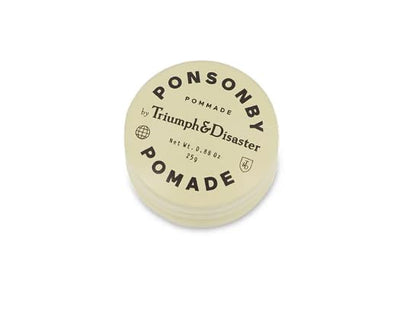 PONSONBY
POMMADE
by Triumph&Disaster
Net Wt. 0.88 Oz
25g
POMADE